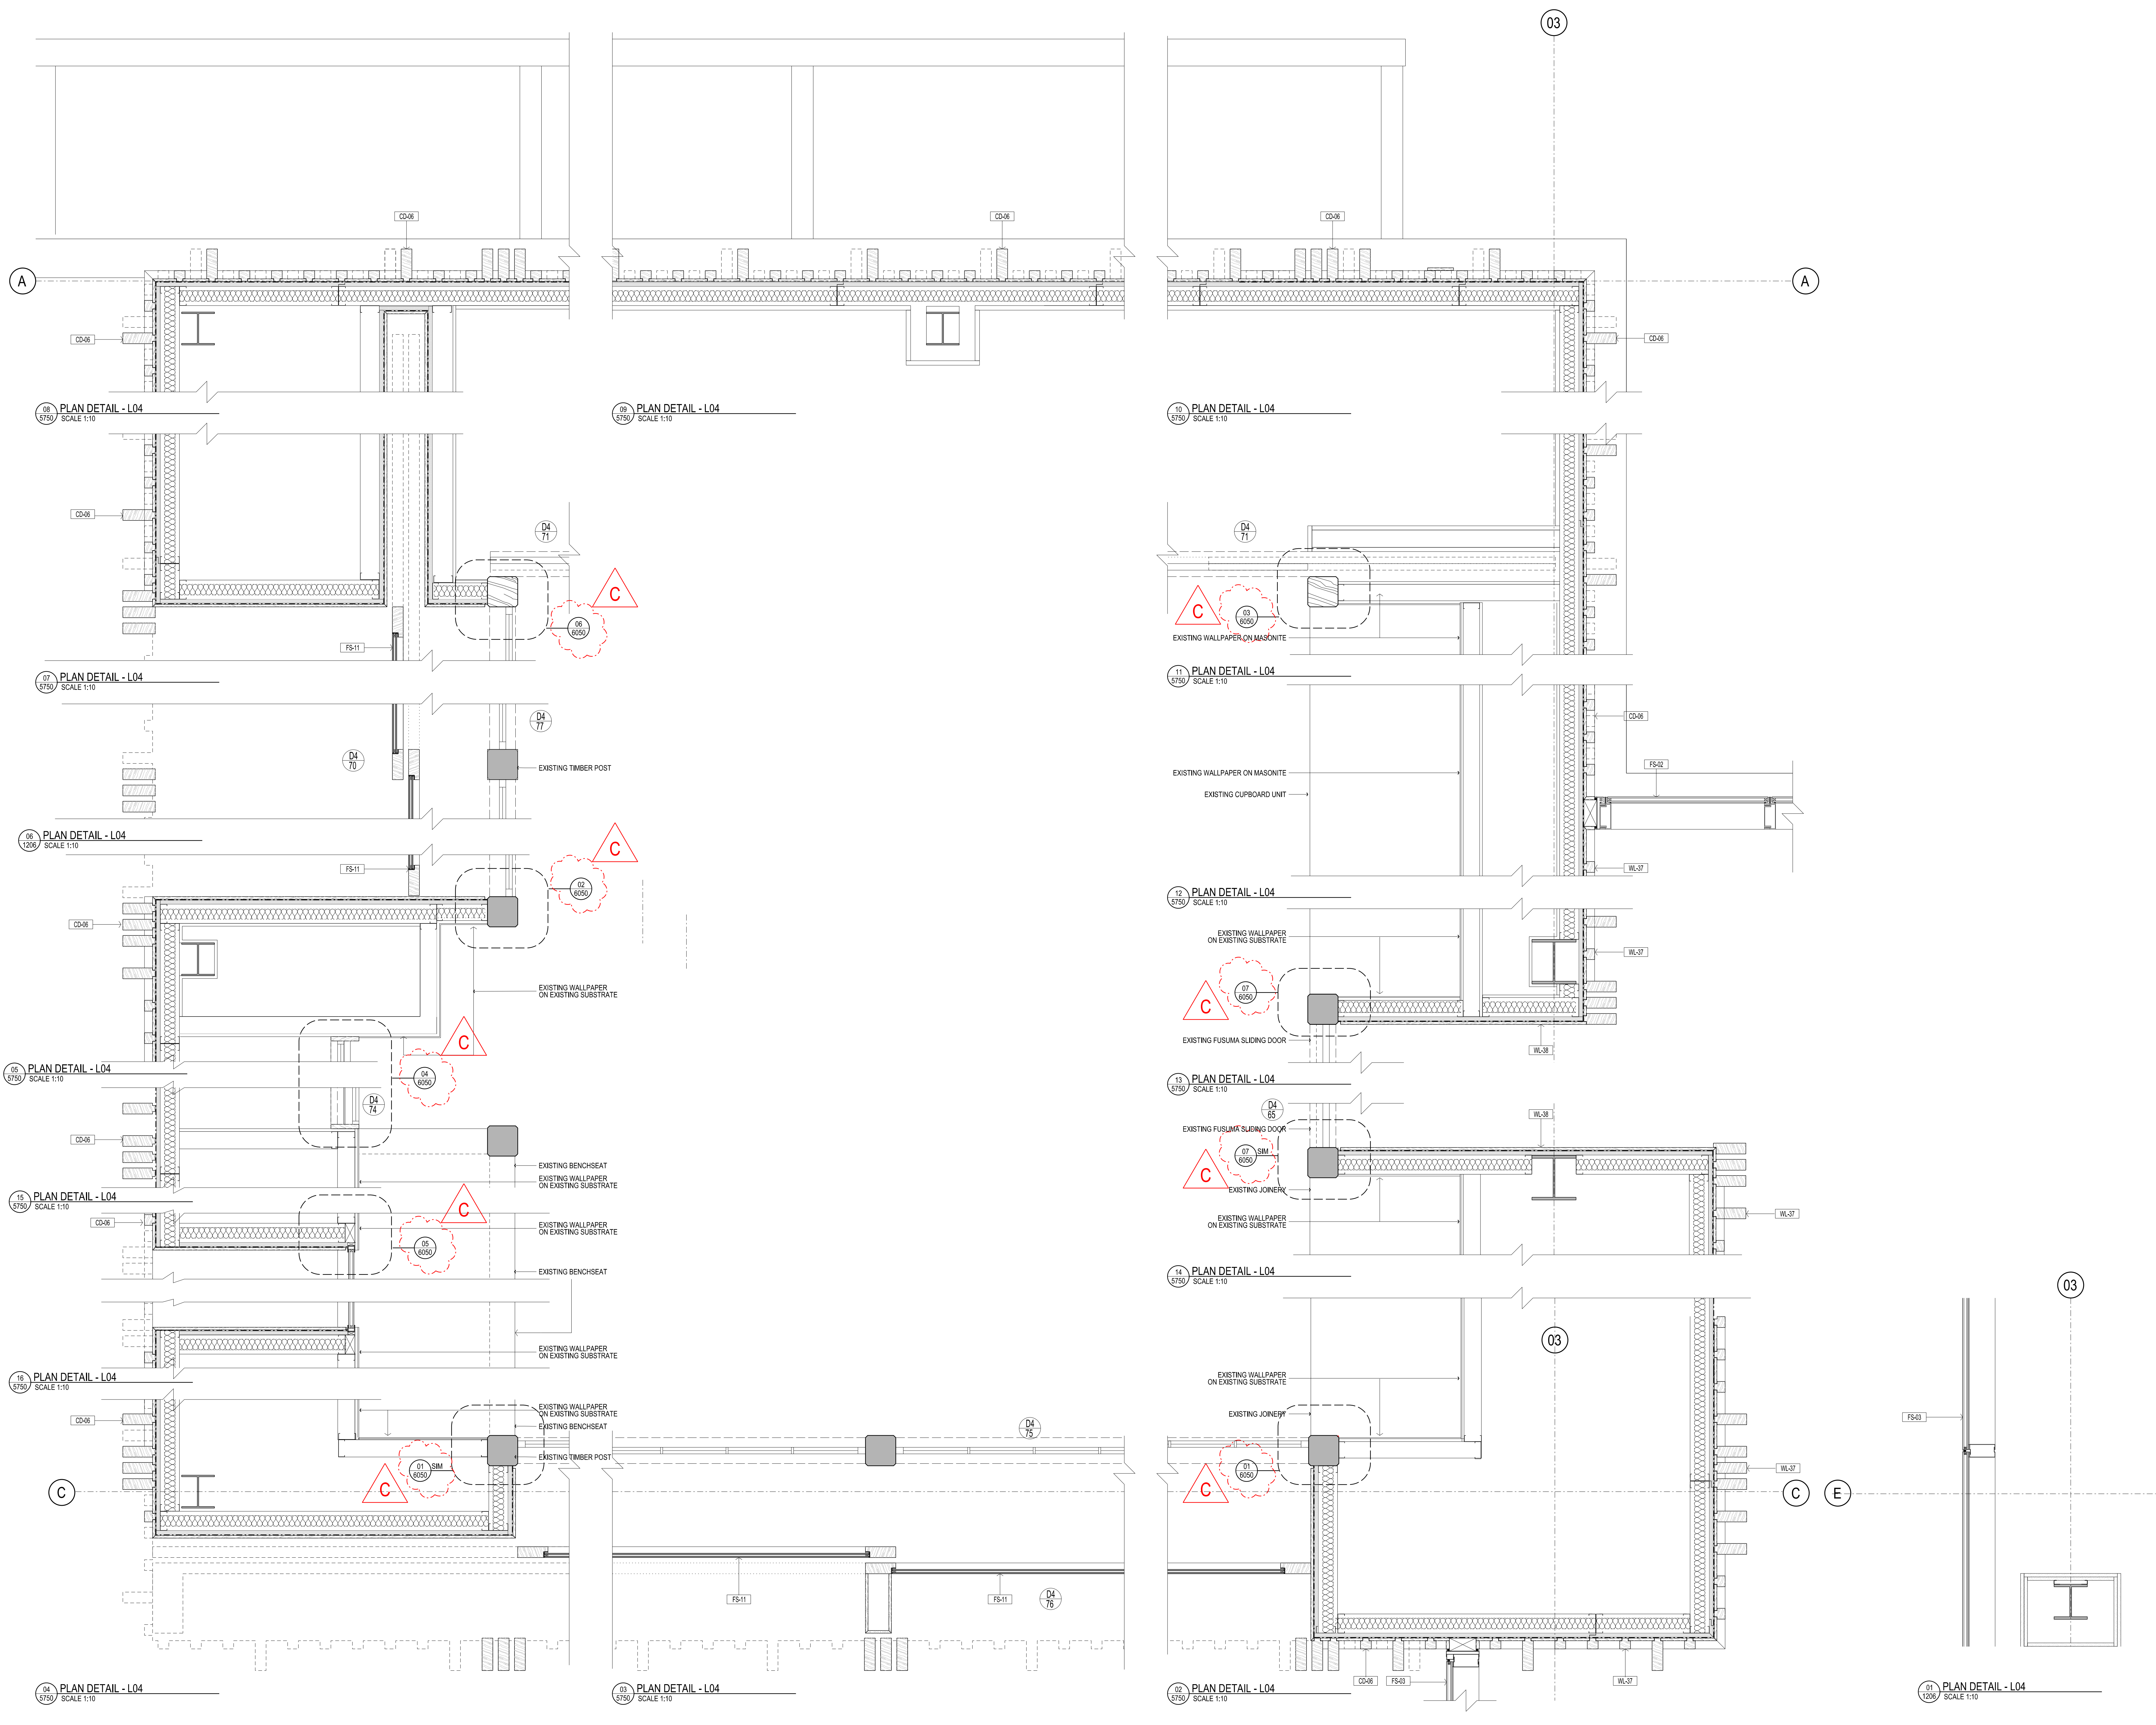 03
CD-06
CD-06
CD-06
A
A
CD-06
CD-06
08
5750
PLAN DETAIL - L04
SCALE 1:10
09
5750
PLAN DETAIL - L04
SCALE 1:10
10
5750
PLAN DETAIL - L04
SCALE 1:10
CD-06
D4
71
C
06
6050
FS-11
07
5750
PLAN DETAIL - L04
SCALE 1:10
D4
71
C
03
6050
EXISTING WALLPAPER ON MASONITE
11
5750
PLAN DETAIL - L04
SCALE 1:10
D4
77
D4
70
EXISTING TIMBER POST
06
1206
PLAN DETAIL - L04
SCALE 1:10
CD-06
FS-02
EXISTING WALLPAPER ON MASONITE
EXISTING CUPBOARD UNIT
WL-37
12
5750
PLAN DETAIL - L04
SCALE 1:10
C
FS-11
02
6050
CD-06
EXISTING WALLPAPER
ON EXISTING SUBSTRATE
C
04
6050
05
5750
PLAN DETAIL - L04
SCALE 1:10
EXISTING WALLPAPER
ON EXISTING SUBSTRATE
WL-37
07
6050
C
EXISTING FUSUMA SLIDING DOOR
WL-38
13
5750
PLAN DETAIL - L04
SCALE 1:10
D4
74
CD-06
EXISTING BENCHSEAT
EXISTING WALLPAPER
ON EXISTING SUBSTRATE
15
5750
PLAN DETAIL - L04
SCALE 1:10
D4
65
WL-38
EXISTING FUSUMA SLIDING DOOR
07
6050
SIM
C
EXISTING JOINERY
EXISTING WALLPAPER
ON EXISTING SUBSTRATE
WL-37
14
5750
PLAN DETAIL - L04
SCALE 1:10
C
CD-06
EXISTING WALLPAPER
ON EXISTING SUBSTRATE
05
6050
EXISTING BENCHSEAT
EXISTING WALLPAPER
ON EXISTING SUBSTRATE
16
5750
PLAN DETAIL - L04
SCALE 1:10
03
03
EXISTING WALLPAPER
ON EXISTING SUBSTRATE
EXISTING JOINERY
FS-03
CD-06
EXISTING WALLPAPER
ON EXISTING SUBSTRATE
EXISTING BENCHSEAT
EXISTING TIMBER POST
01
6050
SIM
C
C
D4
75
01
6050
C
WL-37
C
E
FS-11
FS-11
D4
76
CD-06
FS-03
WL-37
04
5750
PLAN DETAIL - L04
SCALE 1:10
03
5750
PLAN DETAIL - L04
SCALE 1:10
02
5750
PLAN DETAIL - L04
SCALE 1:10
01
1206
PLAN DETAIL - L04
SCALE 1:10